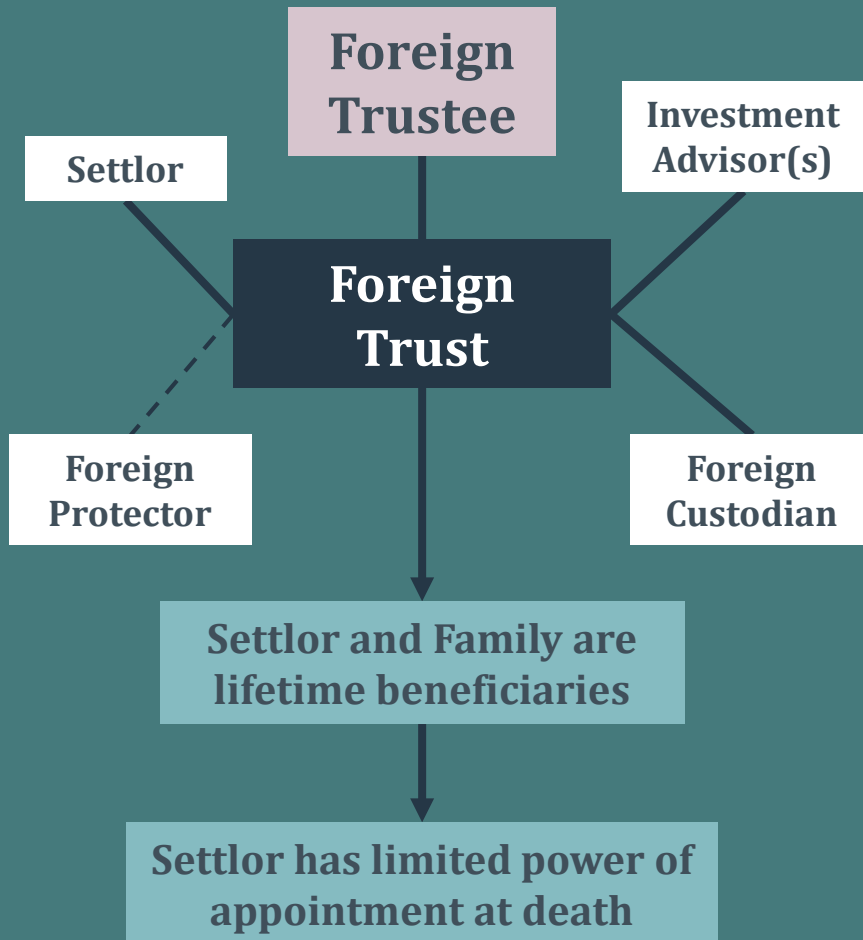 Foreign
Trustee
Investment
Advisor(s)
Settlor
Foreign
Trust
Foreign
Protector
Foreign
Custodian
Settlor and Family are
lifetime beneficiaries
Settlor has limited power of
appointment at death